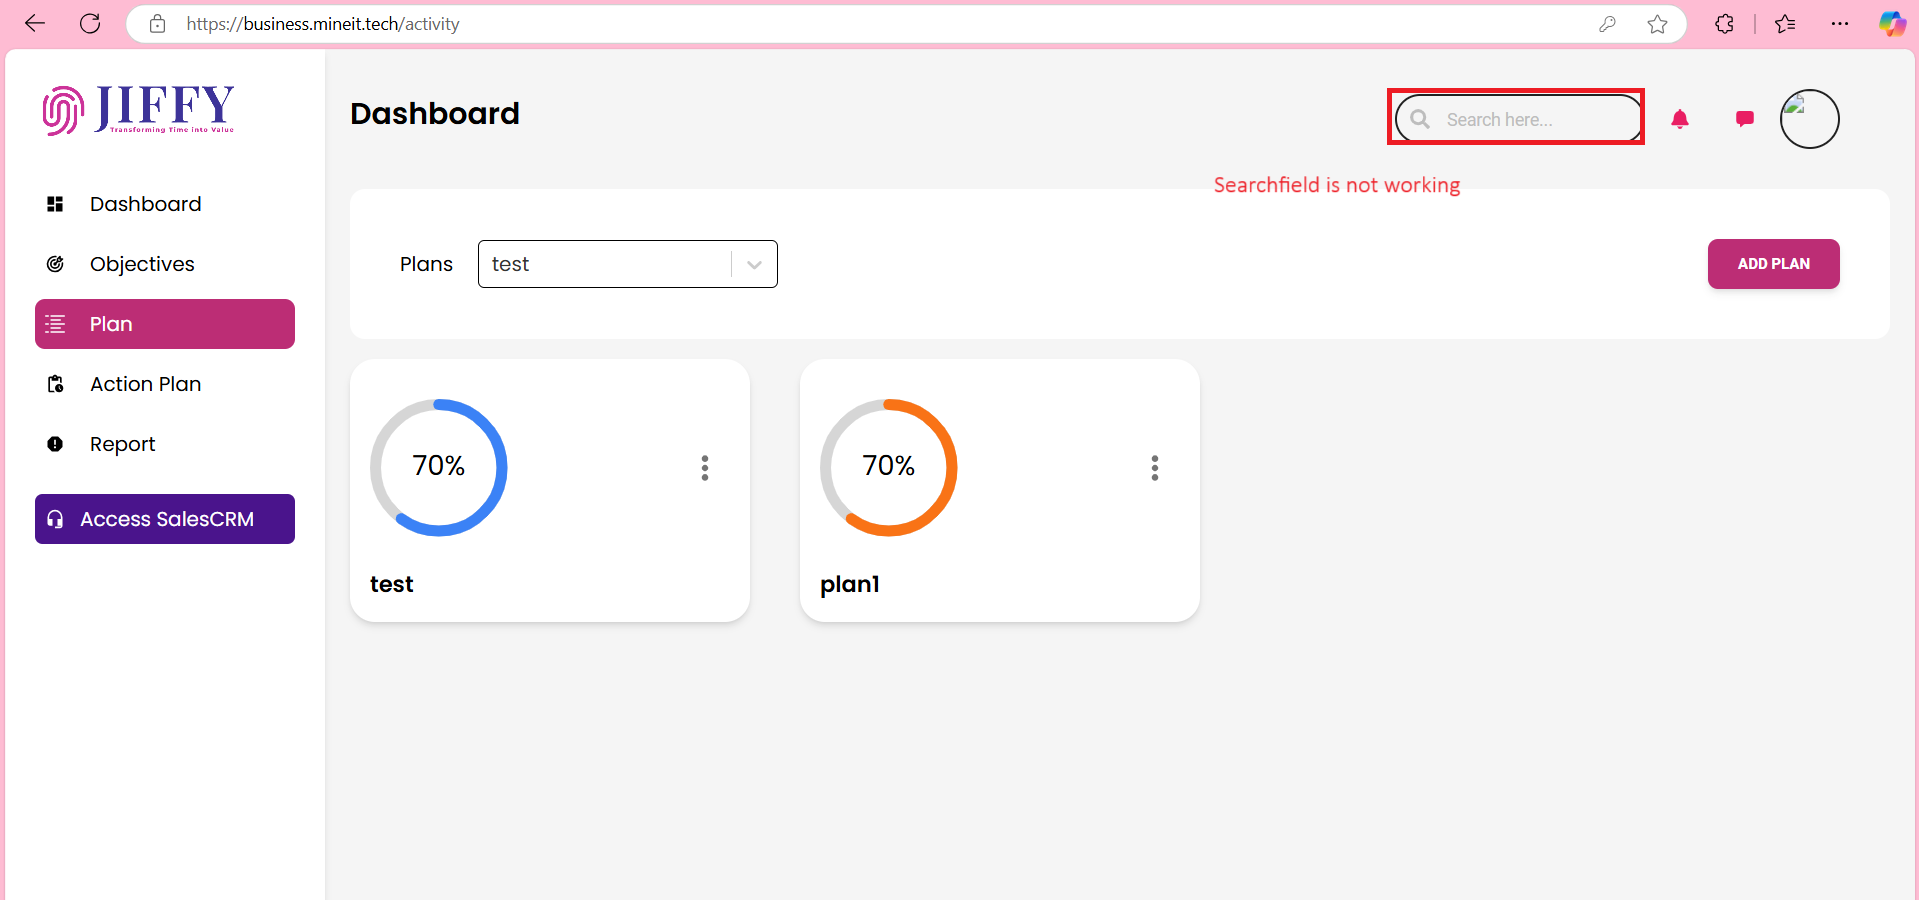 https://business.mineit.tech/activity
JIFFY
Transforming Time into Value
Dashboard
Search here...
Searchfield is not working
Dashboard
Objectives
Plan
Action Plan
Report
Access SalesCRM
Plans
test
ADD PLAN
70%
test
70%
plan1